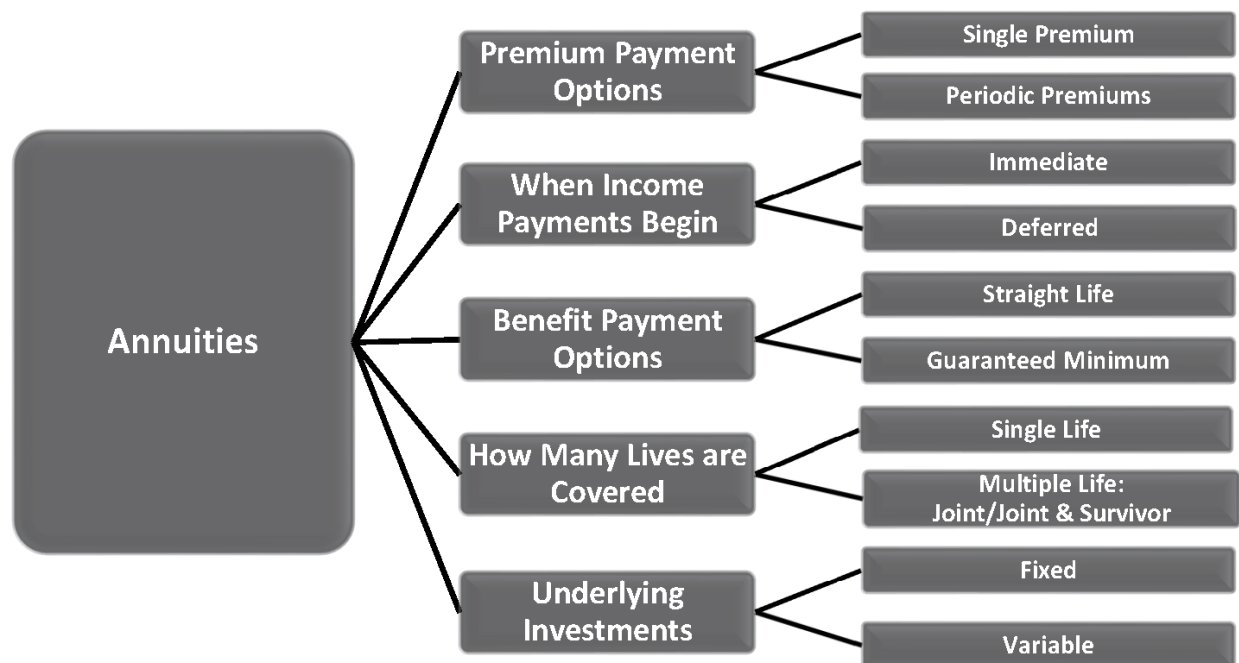 Annuities
Premium Payment
Options
Single Premium
Periodic Premiums
When Income
Payments Begin
Immediate
Deferred
Benefit Payment
Options
Straight Life
Guaranteed Minimum
How Many Lives are
Covered
Single Life
Multiple Life:
Joint/Joint & Survivor
Underlying
Investments
Fixed
Variable